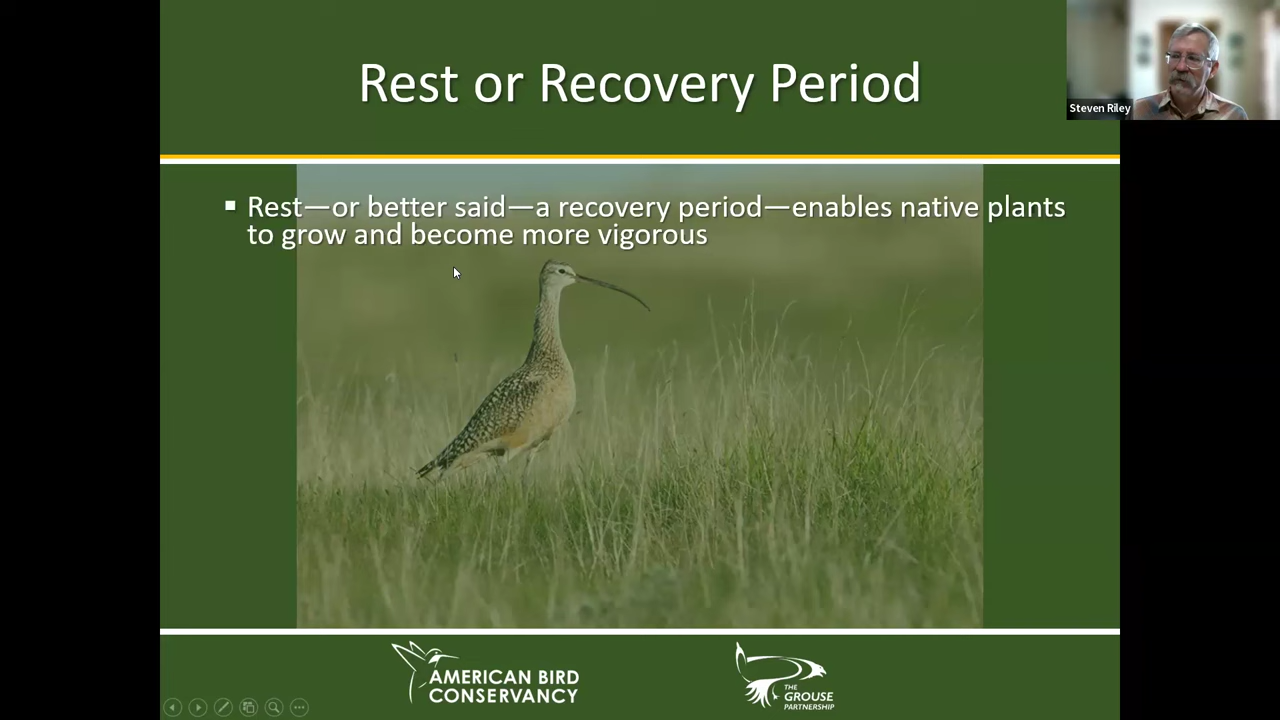 Rest or Recovery Period
Steven Riley
Rest—or better said—a recovery period—enables native plants
to grow and become more vigorous
AMERICAN BIRD
CONSERVANCY
THE
GROUSE
PARTNERSHIP